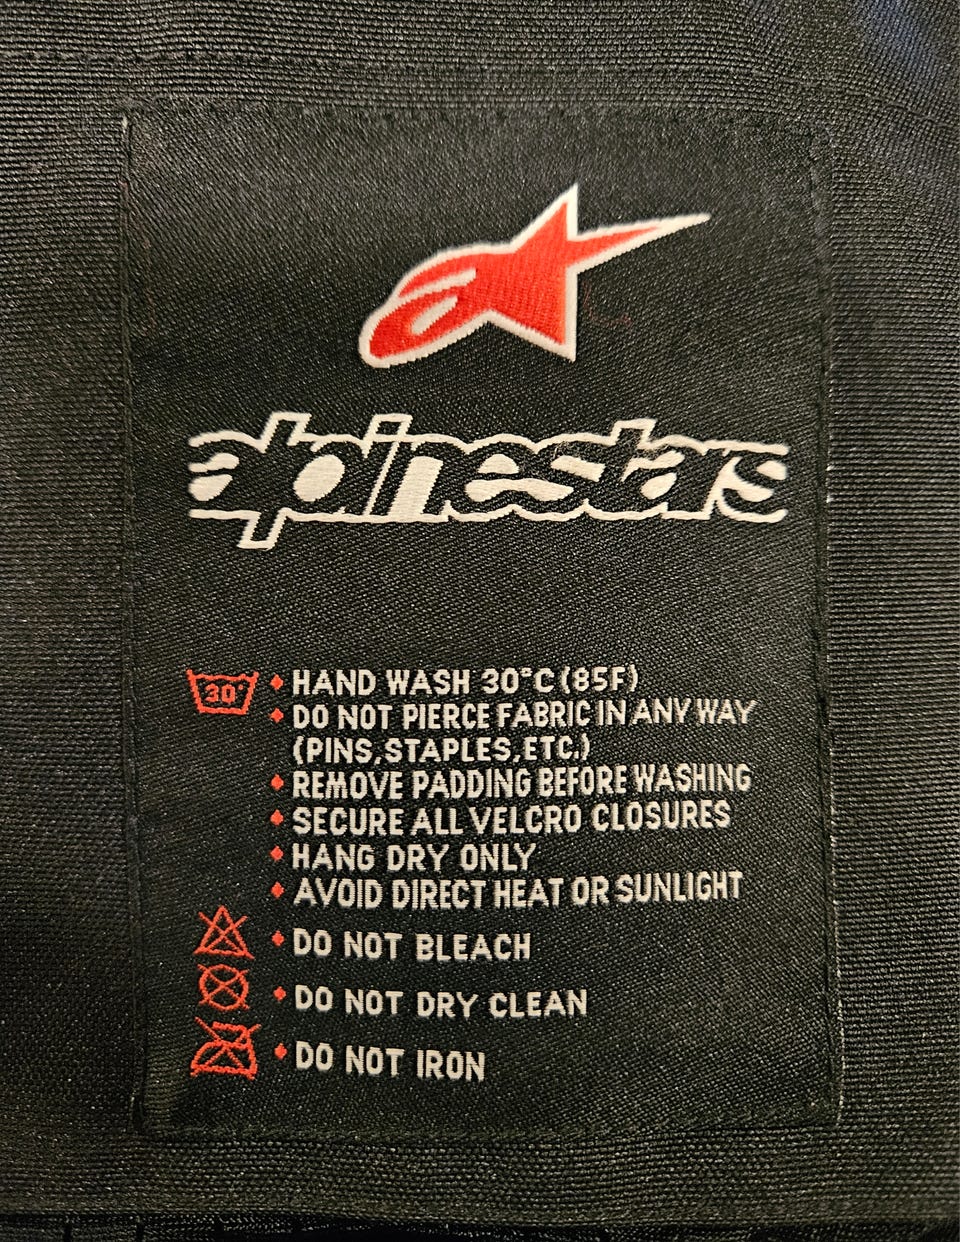 alpinestars
30° • HAND WASH 30°C (85F)
• DO NOT PIERCE FABRIC IN ANY WAY
(PINS, STAPLES, ETC.)
• REMOVE PADDING BEFORE WASHING
• SECURE ALL VELCRO CLOSURES
• HANG DRY ONLY
• AVOID DIRECT HEAT OR SUNLIGHT
• DO NOT BLEACH
• DO NOT DRY CLEAN
• DO NOT IRON